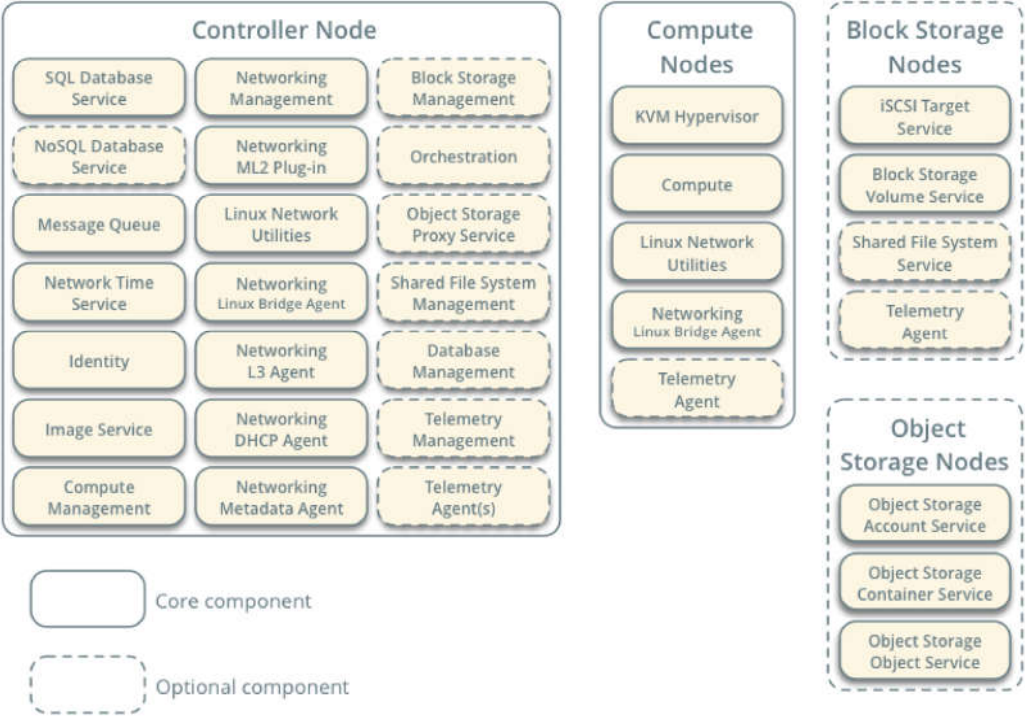 Controller Node
SQL Database
Service
Networking
Management
Block Storage
Management
NoSQL Database
Service
Networking
ML2 Plug-in
Orchestration
Message Queue
Linux Network
Utilities
Object Storage
Proxy Service
Network Time
Service
Networking
Linux Bridge Agent
Shared File System
Management
Identity
Networking
L3 Agent
Database
Management
Image Service
Networking
DHCP Agent
Telemetry
Management
Compute
Management
Networking
Metadata Agent
Telemetry
Agent(s)
Compute
Nodes
KVM Hypervisor
Compute
Linux Network
Utilities
Networking
Linux Bridge Agent
Telemetry
Agent
Block Storage
Nodes
iSCSI Target
Service
Block Storage
Volume Service
Shared File System
Service
Telemetry
Agent
Object
Storage Nodes
Object Storage
Account Service
Object Storage
Container Service
Object Storage
Object Service
Core component
Optional component